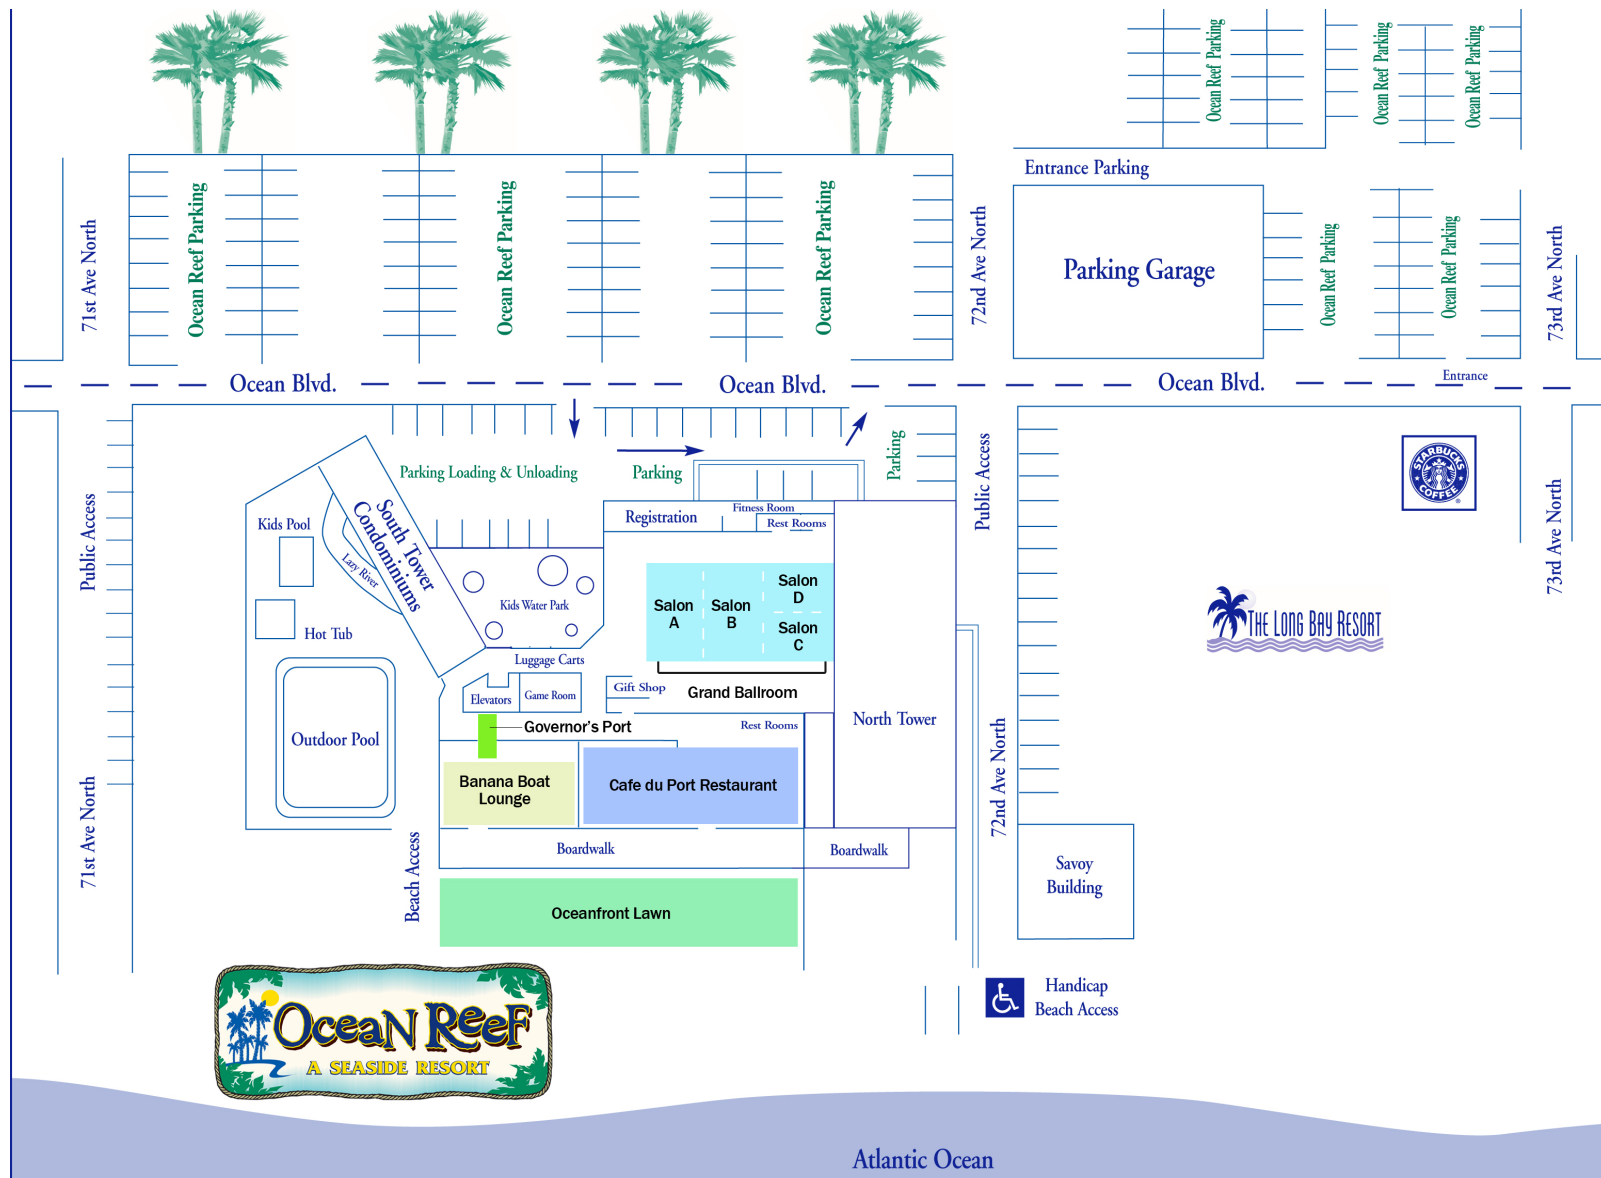 Ocean Reef Parking
Ocean Reef Parking
Ocean Reef Parking
Entrance Parking
71st Ave North
Ocean Reef Parking
Ocean Reef Parking
Ocean Reef Parking
72nd Ave North
Parking Garage
Ocean Reef Parking
Ocean Reef Parking
73rd Ave North
Ocean Blvd.
Ocean Blvd.
Ocean Blvd.
Entrance
Public Access
Parking Loading & Unloading
Parking
Parking
Public Access
STARBUCKS
COFFEE
®
73rd Ave North
Kids Pool
South Tower
Condominiums
Lazy River
Hot Tub
Outdoor Pool
Registration
Fitness Room
Rest Rooms
Kids Water Park
Salon
A
Salon
B
Salon
D
Salon
C
Grand Ballroom
THE LONG BAY RESORT
Luggage Carts
Elevators
Game Room
Gift Shop
Governor's Port
Rest Rooms
North Tower
Banana Boat
Lounge
Cafe du Port Restaurant
71st Ave North
72nd Ave North
Beach Access
Boardwalk
Boardwalk
Savoy
Building
Oceanfront Lawn
OCEAN REEF
A SEASIDE RESORT
Handicap
Beach Access
Atlantic Ocean